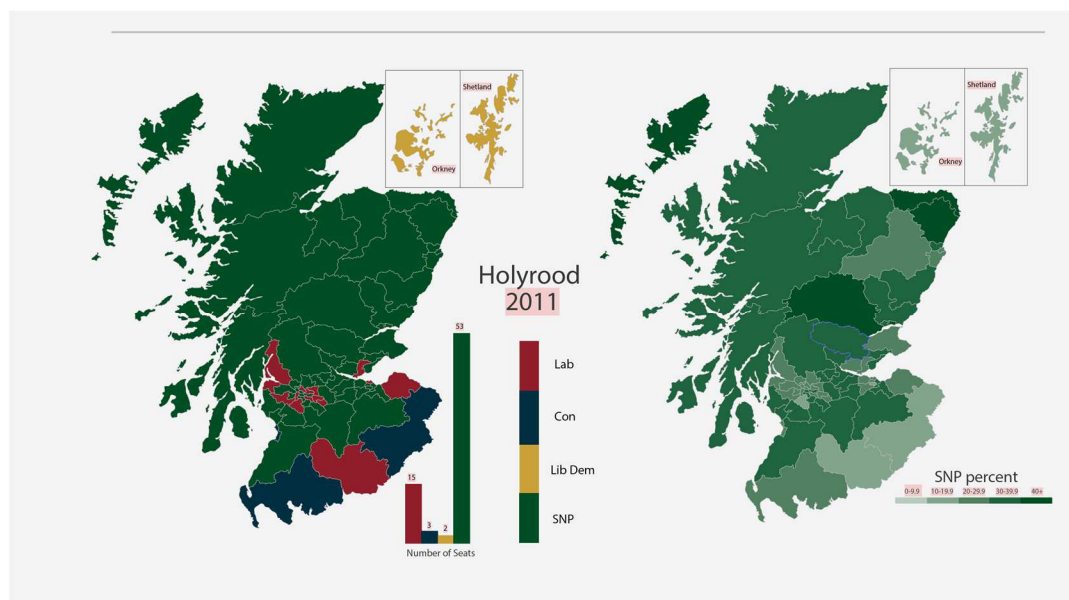 Shetland
Orkney
Holyrood
2011
53
15
3
2
Number of Seats
Lab
Con
Lib Dem
SNP
Shetland
Orkney
SNP percent
0-9,9 10-19.9 20-29.9 30-39.9 40+